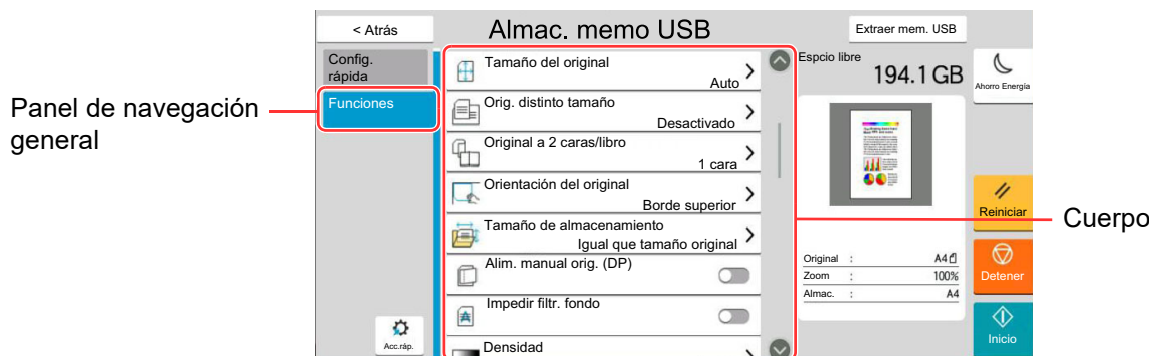 < Atrás
Almac. memo USB
Extraer mem. USB
Config.
rápida
Funciones
Panel de navegación
general
Tamaño del original
Auto
Orig. distinto tamaño
Desactivado
Original a 2 caras/libro
1 cara
Orientación del original
Borde superior
Tamaño de almacenamiento
Igual que tamaño original
Alim. manual orig. (DP)
Impedir filtr. fondo
Densidad
Espcio libre
194.1 GB
Original : A4
Zoom : 100%
Almac. : A4
Ahorro Energía
Reiniciar
Detener
Inicio
Cuerpo
Acc.ráp.